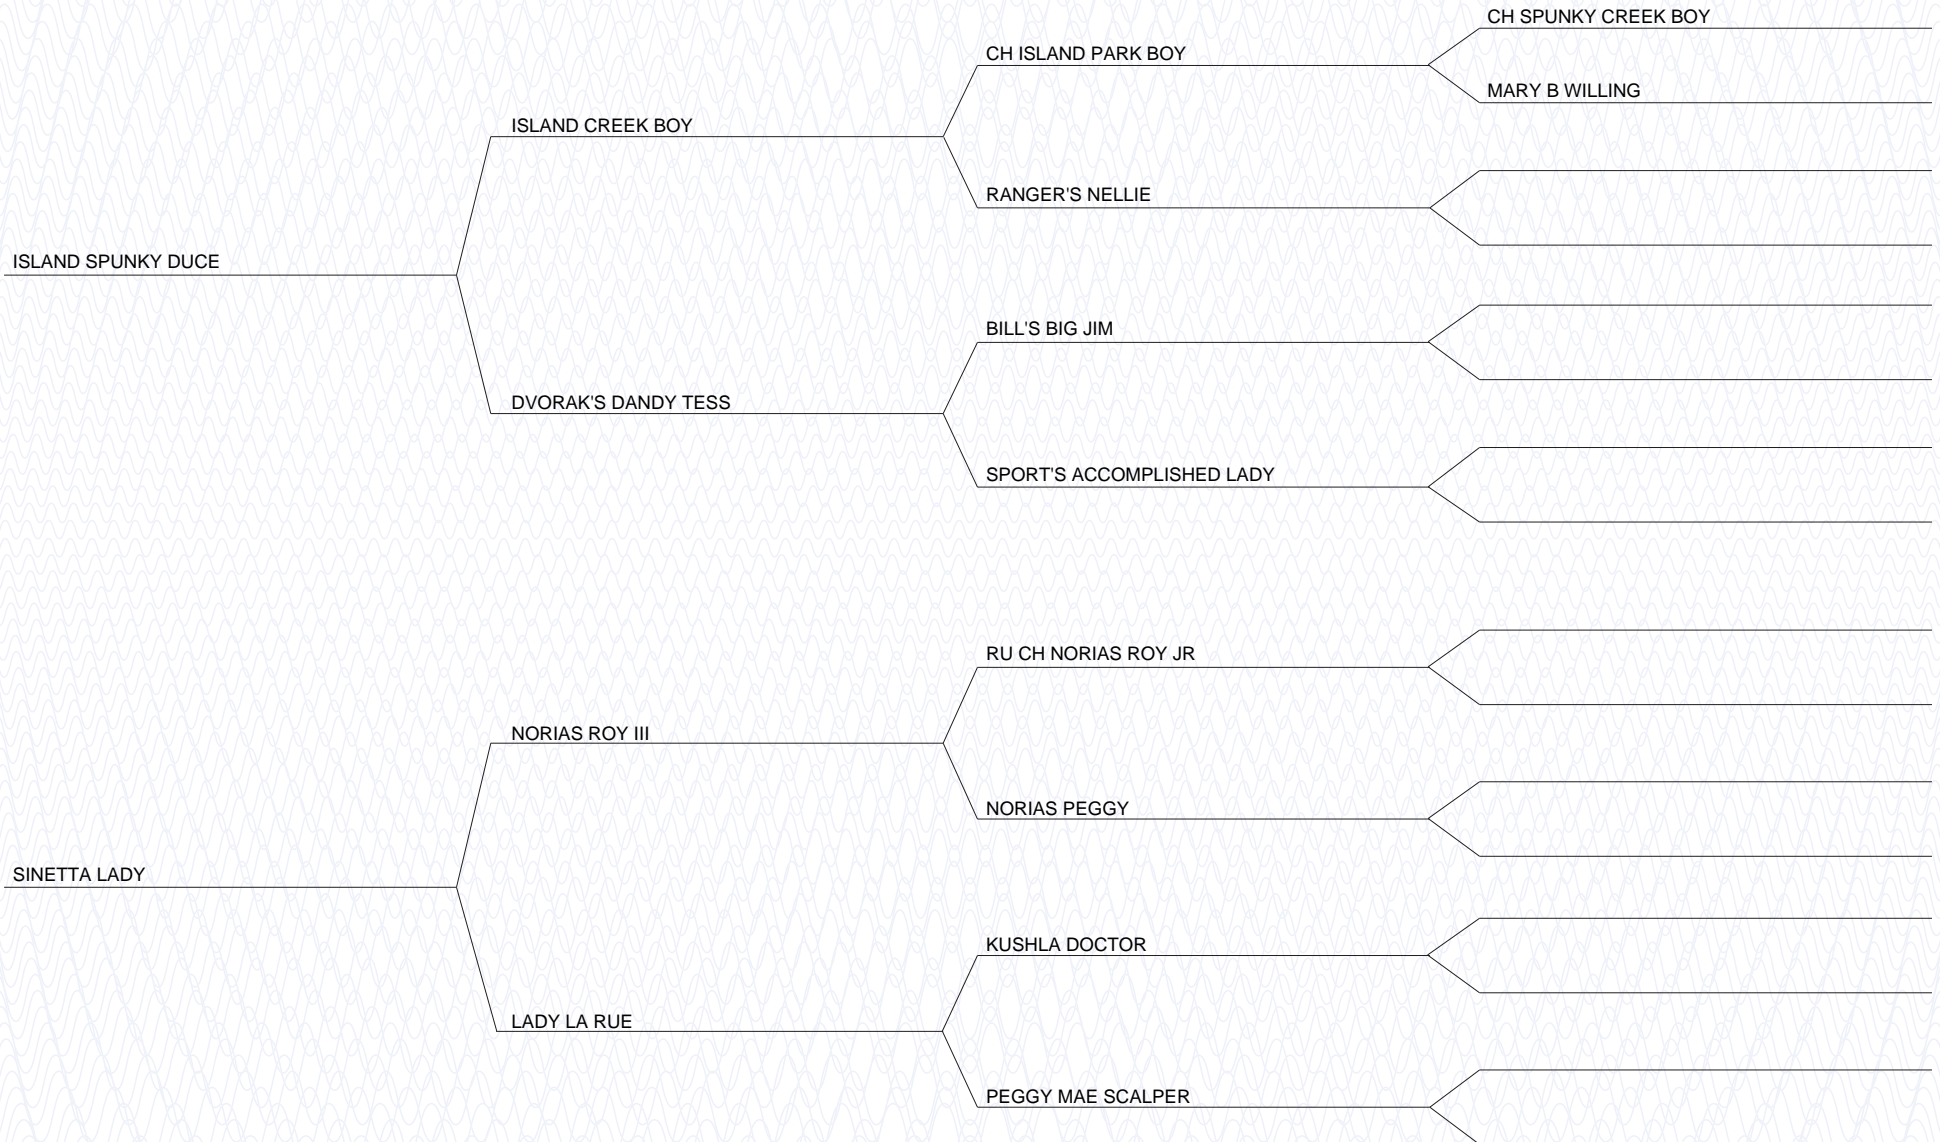 CH SPUNKY CREEK BOY
CH ISLAND PARK BOY
MARY B WILLING
ISLAND CREEK BOY
RANGER'S NELLIE
ISLAND SPUNKY DUCE
BILL'S BIG JIM
DVORAK'S DANDY TESS
SPORT'S ACCOMPLISHED LADY
RU CH NORIAS ROY JR
NORIAS ROY III
NORIAS PEGGY
SINETTA LADY
KUSHLA DOCTOR
LADY LA RUE
PEGGY MAE SCALPER